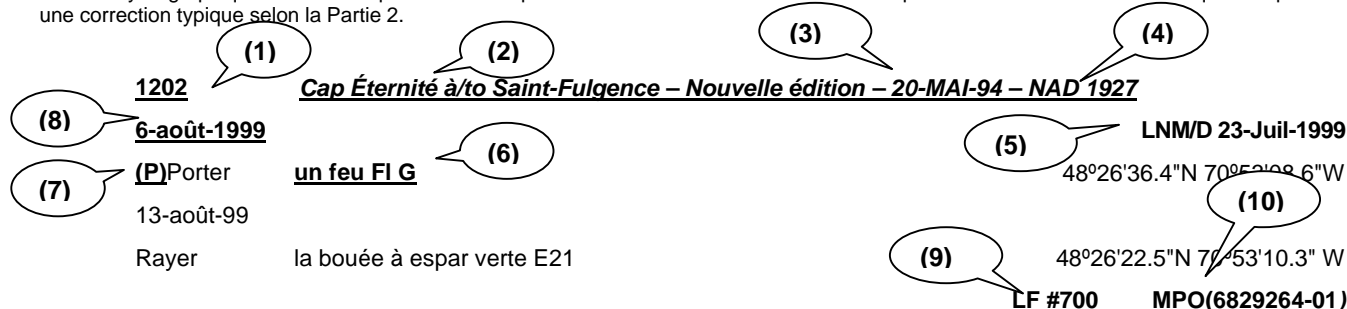 une correction typique selon la Partie 2.
(1) (2) (3) (4)
1202 Cap Éternité à/to Saint-Fulgence – Nouvelle édition – 20-MAI-94 – NAD 1927
(8) 6-août-1999 (5) LNM/D 23-Juil-1999
(7) (P)Porter un feu Fl G (6) 48º26'36.4"N
13-août-99 (10)
Rayer la bouée à espar verte E21 (9) 48º26'22.5"N 70º53'10.3" W
LF #700 MPO(6829264-01)